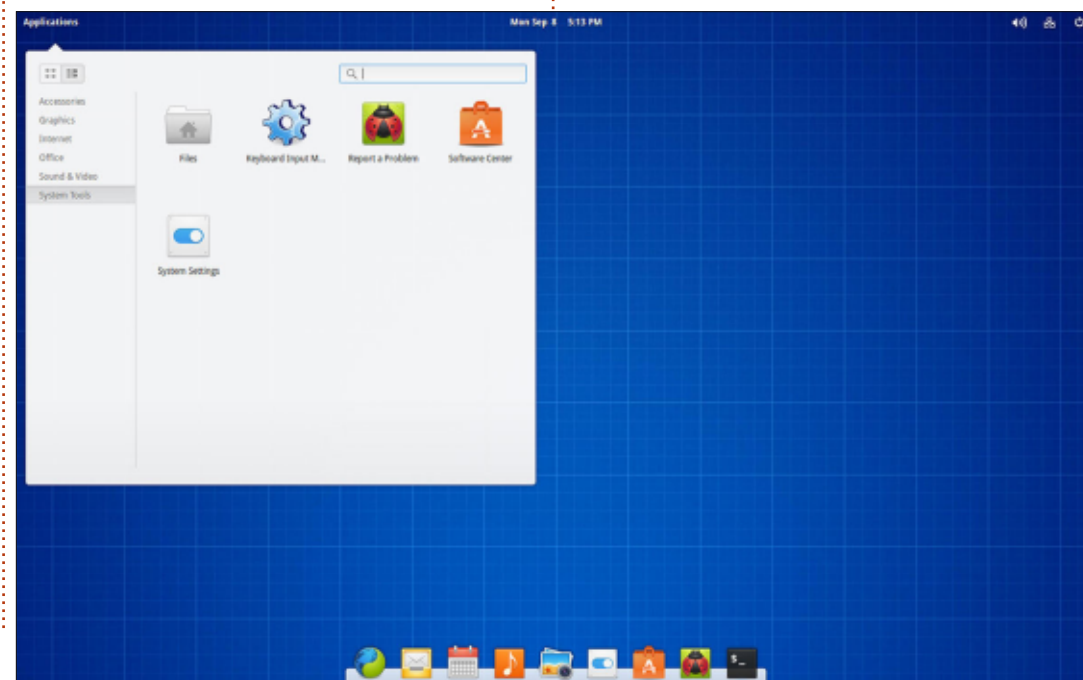 Applications
Mon Sep 8 5:13 PM
Accessories
Graphics
Internet
Office
Sound & Video
System Tools
Files
Keyboard Input M...
Report a Problem
Software Center
System Settings